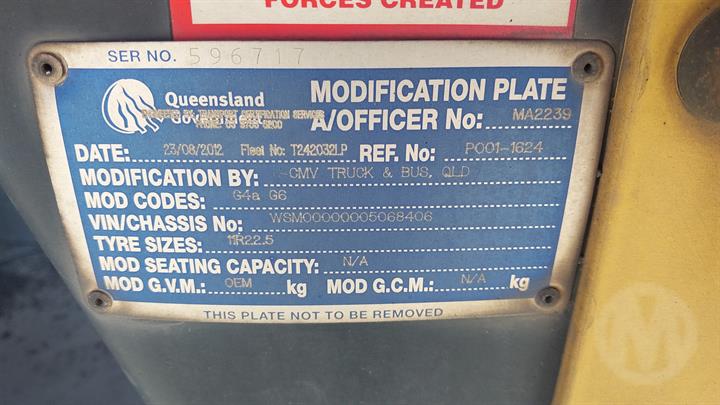 FORCES CREATED
SER NO. 596717
Queensland
Government
MODIFICATION PLATE
A/OFFICER No: MA2239
DATE: 23/08/2012 Fleet No: T242032LP REF. No: P001-1624
MODIFICATION BY: CMV TRUCK & BUS, QLD
MOD CODES: G4a G6
VIN/CHASSIS No: WSM00000005068406
TYRE SIZES: 11R22.5
MOD SEATING CAPACITY: N/A
MOD G.V.M.: OEM kg MOD G.C.M.: N/A kg
THIS PLATE NOT TO BE REMOVED
M